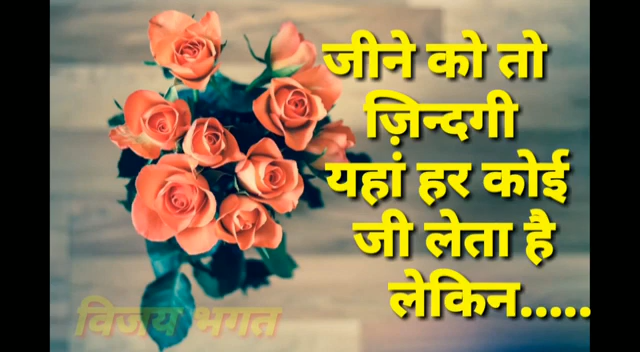 जीने को तो
ज़िन्दगी
यहां हर कोई
जी लेता है
लेकिन.....
विजय भगत